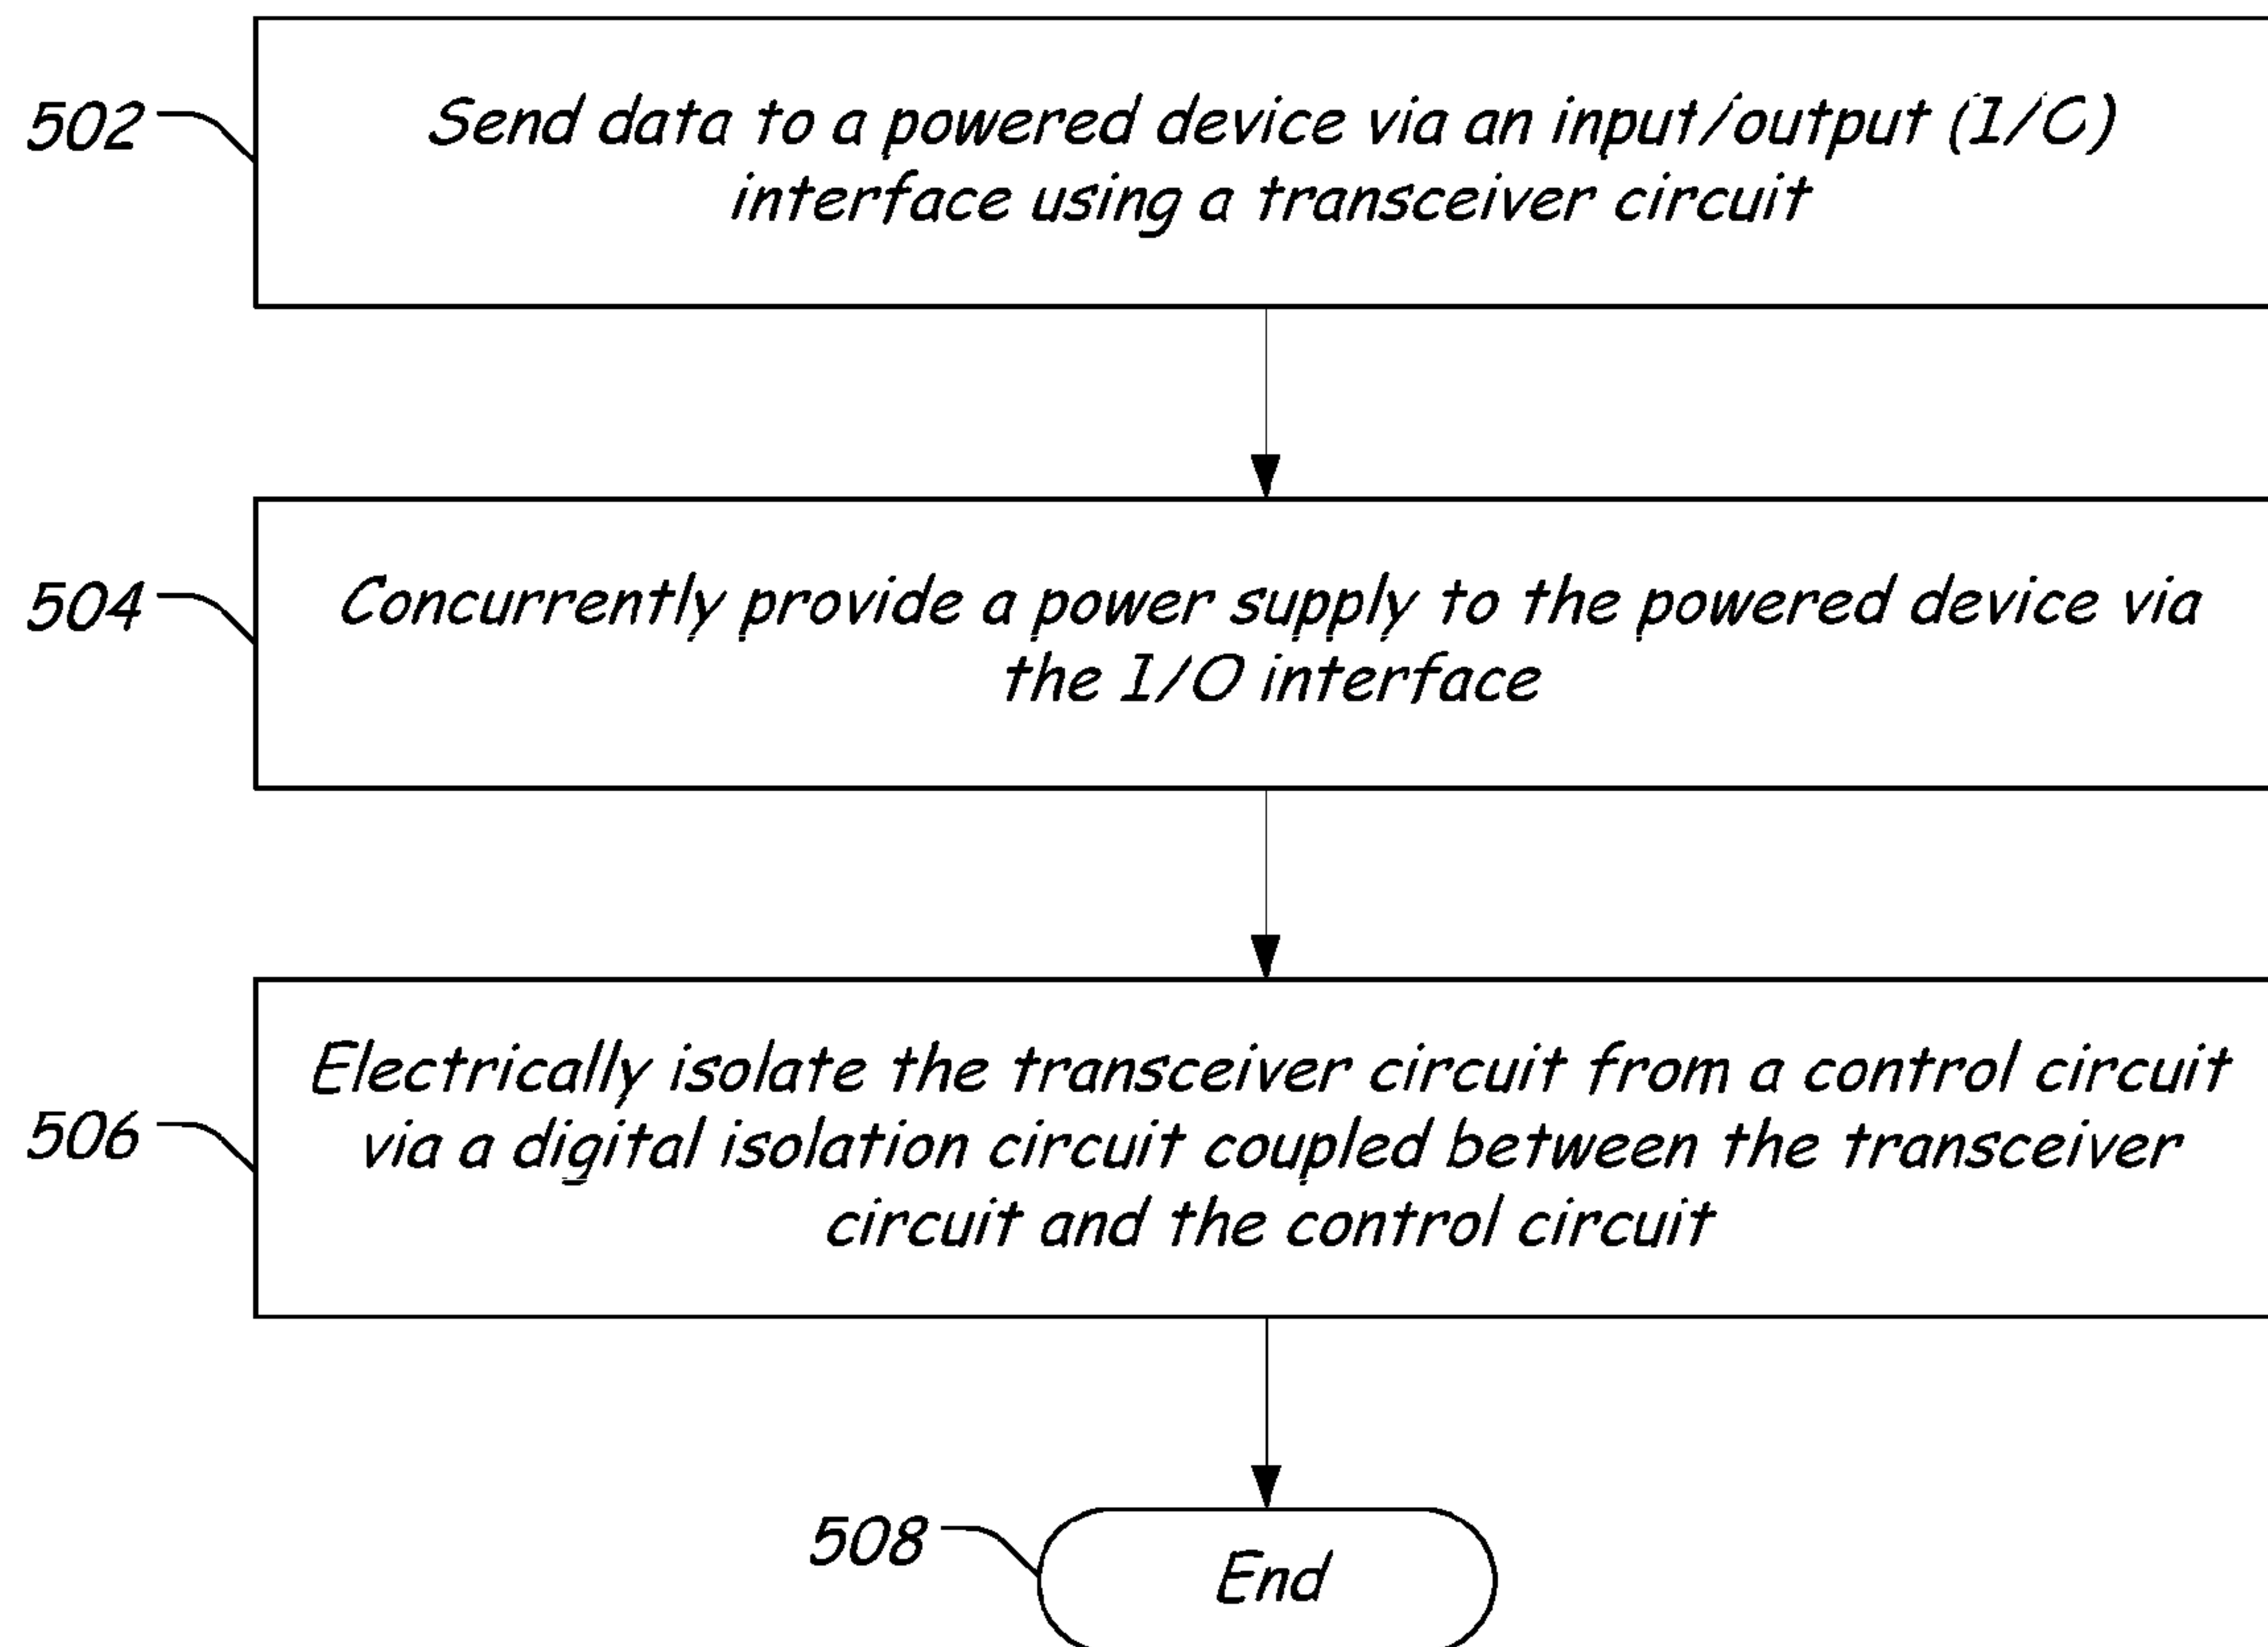 502
Send data to a powered device via an input/output (I/O)
interface using a transceiver circuit
504
Concurrently provide a power supply to the powered device via
the I/O interface
506
Electrically isolate the transceiver circuit from a control circuit
via a digital isolation circuit coupled between the transceiver
circuit and the control circuit
508
End